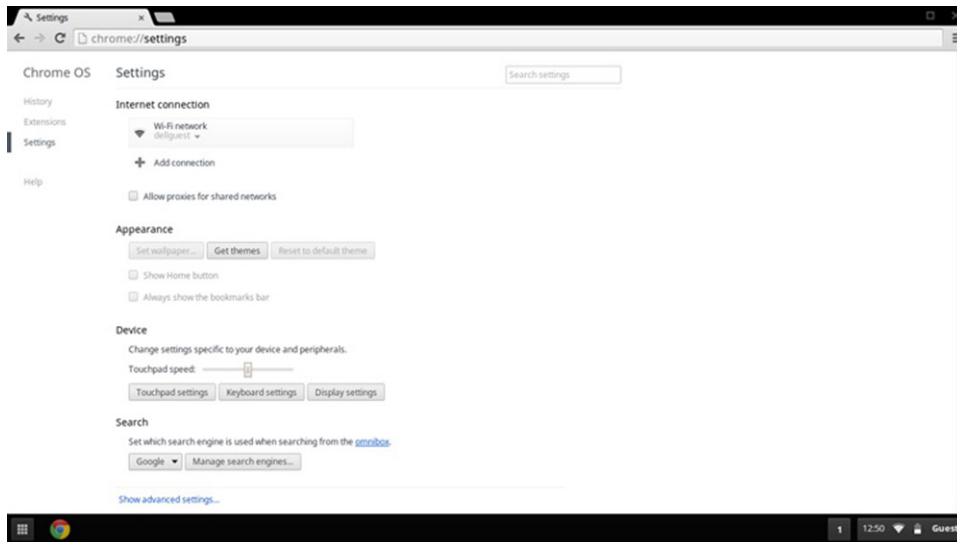 Settings
chrome://settings
Chrome OS
Settings
Search settings
History
Extensions
Settings
Help
Internet connection
Wi-Fi network
dellguest
Add connection
Allow proxies for shared networks
Appearance
Set wallpaper... Get themes Reset to default theme
Show Home button
Always show the bookmarks bar
Device
Change settings specific to your device and peripherals.
Touchpad speed:
Touchpad settings Keyboard settings Display settings
Search
Set which search engine is used when searching from the omnibox.
Google Manage search engines...
Show advanced settings...
1 12:50 Guest